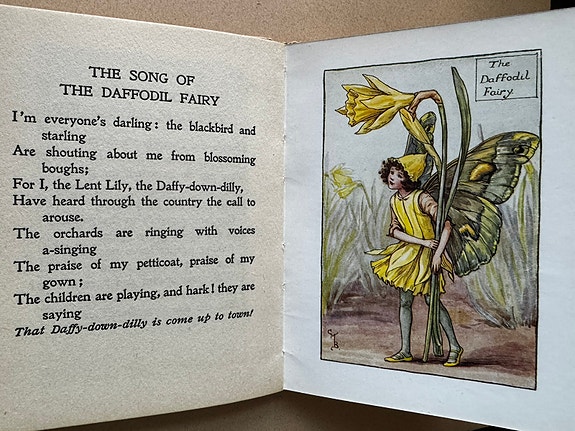 THE SONG OF
THE DAFFODIL FAIRY
I'm everyone's darling: the blackbird and
starling
Are shouting about me from blossoming
boughs;
For I, the Lent Lily, the Daffy-down-dilly,
Have heard through the country the call to
arouse.
The orchards are ringing with voices
a-singing
The praise of my petticoat, praise of my
gown;
The children are playing, and hark! they are
saying
That Daffy-down-dilly is come up to town!
The
Daffodil
Fairy
CMB